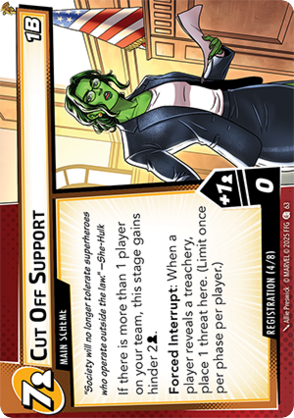 1B
7
CUT OFF SUPPORT
MAIN SCHEME
"Society will no longer tolerate superheroes
who operate outside the law." —She-Hulk
If there is more than 1 player
on your team, this stage gains
hinder 2.
Forced Interrupt: When a
player reveals a treachery,
place 1 threat here. (Limit once
per phase per player.)
+1
0
REGISTRATION (4/8)
Allie Preswick © MARVEL © 2025 FFG 63